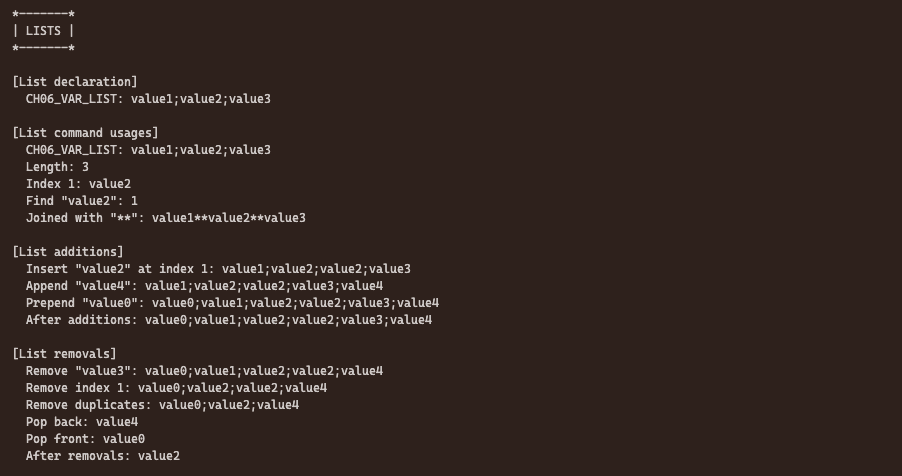 *-------*
| LISTS |
*-------*
[List declaration]
CH06_VAR_LIST: value1;value2;value3
[List command usages]
CH06_VAR_LIST: value1;value2;value3
Length: 3
Index 1: value2
Find "value2": 1
Joined with "**": value1**value2**value3
[List additions]
Insert "value2" at index 1: value1;value2;value2;value3
Append "value4": value1;value2;value2;value3;value4
Prepend "value0": value0;value1;value2;value2;value3;value4
After additions: value0;value1;value2;value2;value3;value4
[List removals]
Remove "value3": value0;value1;value2;value2;value4
Remove index 1: value0;value2;value2;value4
Remove duplicates: value0;value2;value4
Pop back: value4
Pop front: value0
After removals: value2